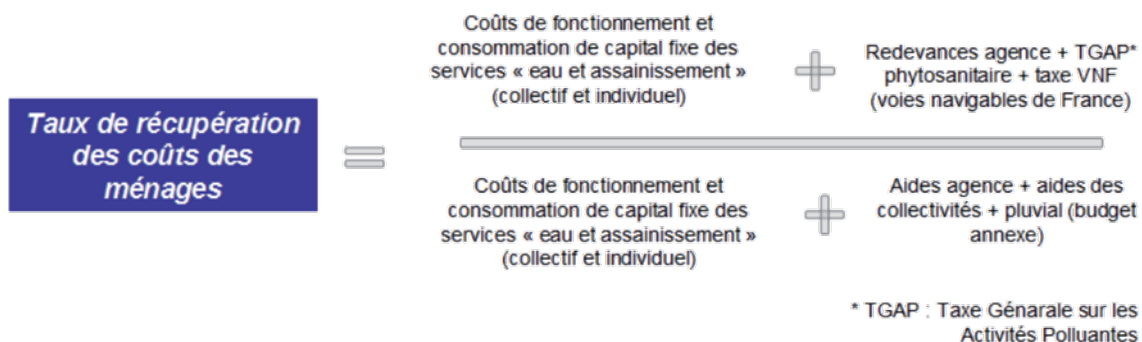 Taux de récupération
des coûts des
ménages
=
Coûts de fonctionnement et
consommation de capital fixe des
services « eau et assainissement »
(collectif et individuel)
+
Redevances agence + TGAP*
phytosanitaire + taxe VNF
(voies navigables de France)
Coûts de fonctionnement et
consommation de capital fixe des
services « eau et assainissement »
(collectif et individuel)
+
Aides agence + aides des
collectivités + pluvial (budget
annexe)
* TGAP : Taxe Génarale sur les
Activités Polluantes